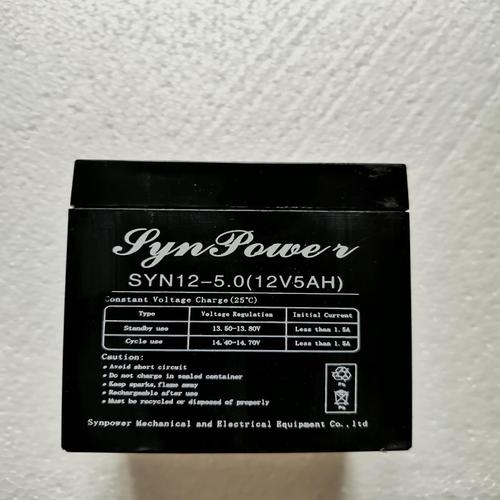 SynPower
SYN12-5.0(12V5AH)
Constant Voltage Charge(25℃)
Type Voltage Regulation Initial Current
Standby use 13.50-13.80V Less than 1.5A
Cycle use 14.40-14.70V Less than 1.5A
Caution:
Avoid short circuit
Do not charge in sealed container
Keep sparks,flame away
Rechargeable after use
Must be recycled or disposed of properly
Pb
Pb
Synpower Mechanical and Electrical Equipment Co.,ltd